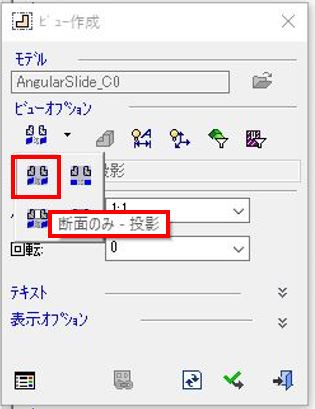 ビュー作成
モデル
AngularSlide_C0
ビューオプション
投影
1:1
断面のみ - 投影
回転:
0
テキスト
表示オプション